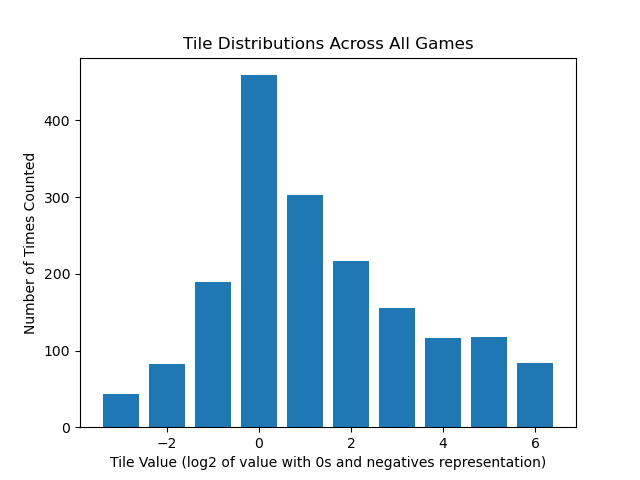 Tile Distributions Across All Games
400
300
200
100
0
Number of Times Counted
−2 0 2 4 6
Tile Value (log2 of value with 0s and negatives representation)